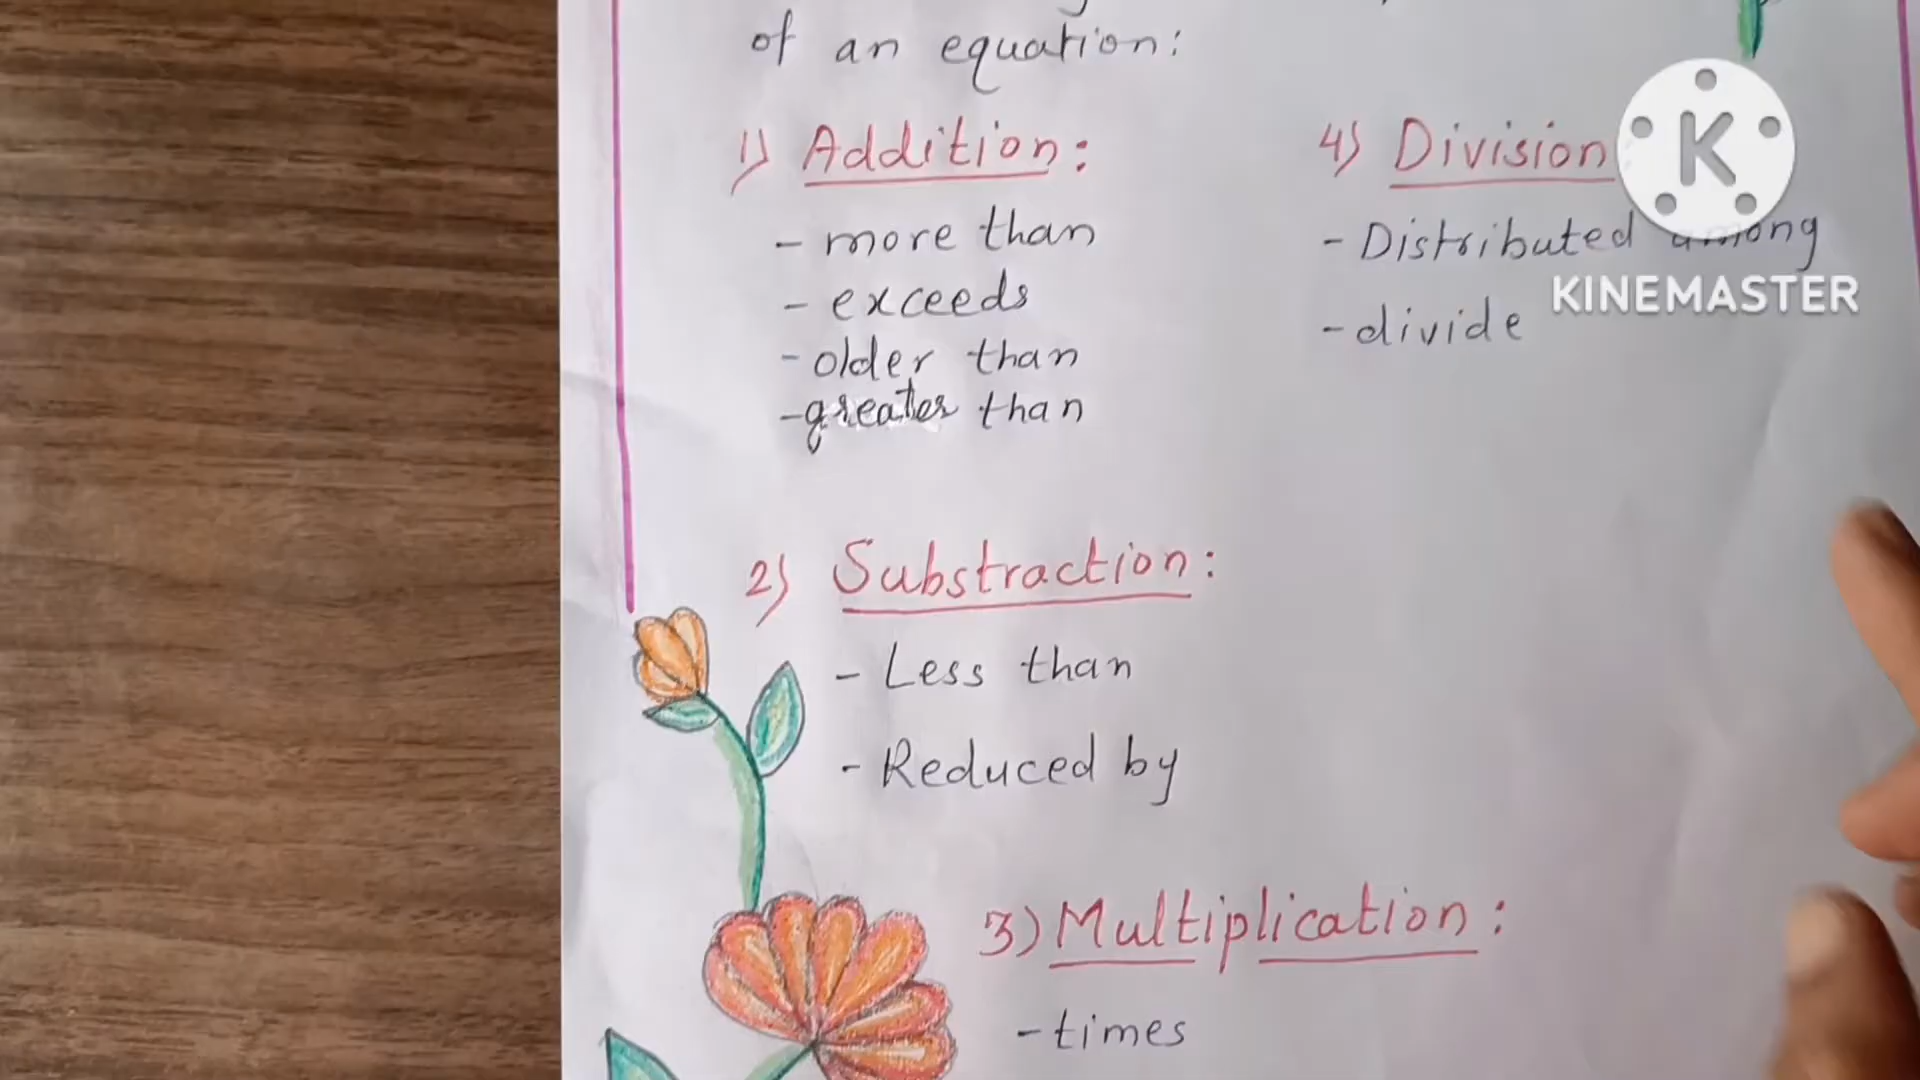 of an equation:
1) Addition:
- more than
- exceeds
- older than
- greater than
2) Substraction:
- Less than
- Reduced by
3) Multiplication:
- times
4) Division
- Distributed among
- divide
K
KINEMASTER